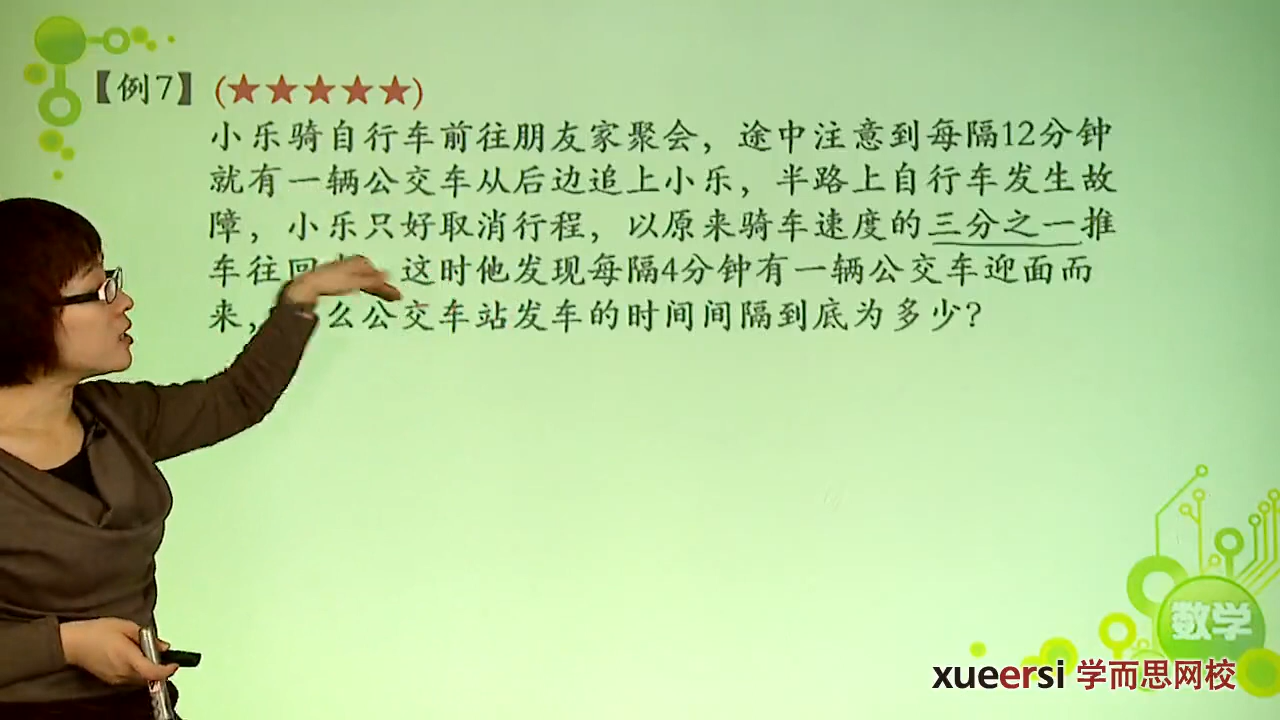 【例7】(★★★★★)
小乐骑自行车前往朋友家聚会，途中注意到每隔12分钟
就有一辆公交车从后边追上小乐，半路上自行车发生故
障，小乐只好取消行程，以原来骑车速度的三分之一推
车往回 这时他发现每隔4分钟有一辆公交车迎面而
来， 么公交车站发车的时间间隔到底为多少？
数学
xueersi 学而思网校